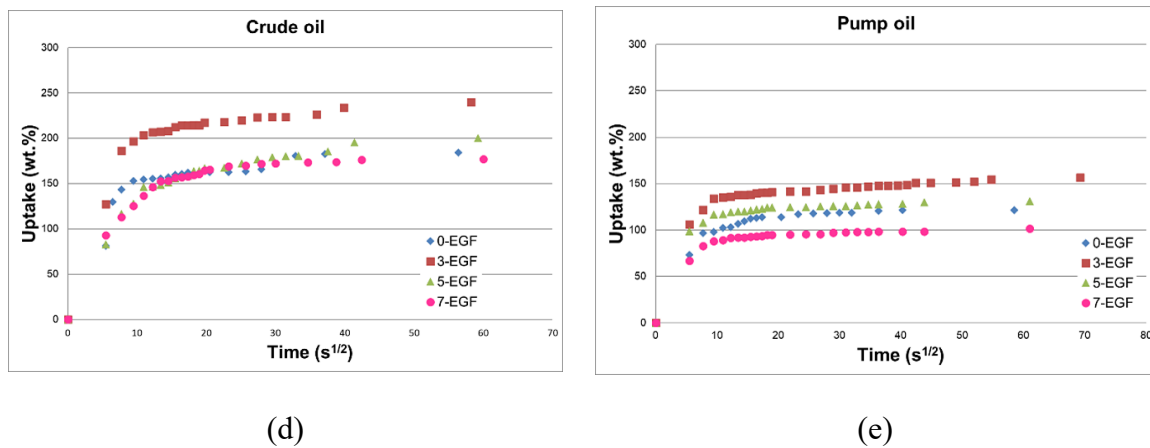 Crude oil
300
250
200
150
100
50
0
0 10 20 30 40 50 60 70
Uptake (wt.%)
Time (s1/2)
0-EGF
3-EGF
5-EGF
7-EGF
(d)
Pump oil
300
250
200
150
100
50
0
0 10 20 30 40 50 60 70 80
Uptake (wt.%)
Time (s1/2)
0-EGF
3-EGF
5-EGF
7-EGF
(e)